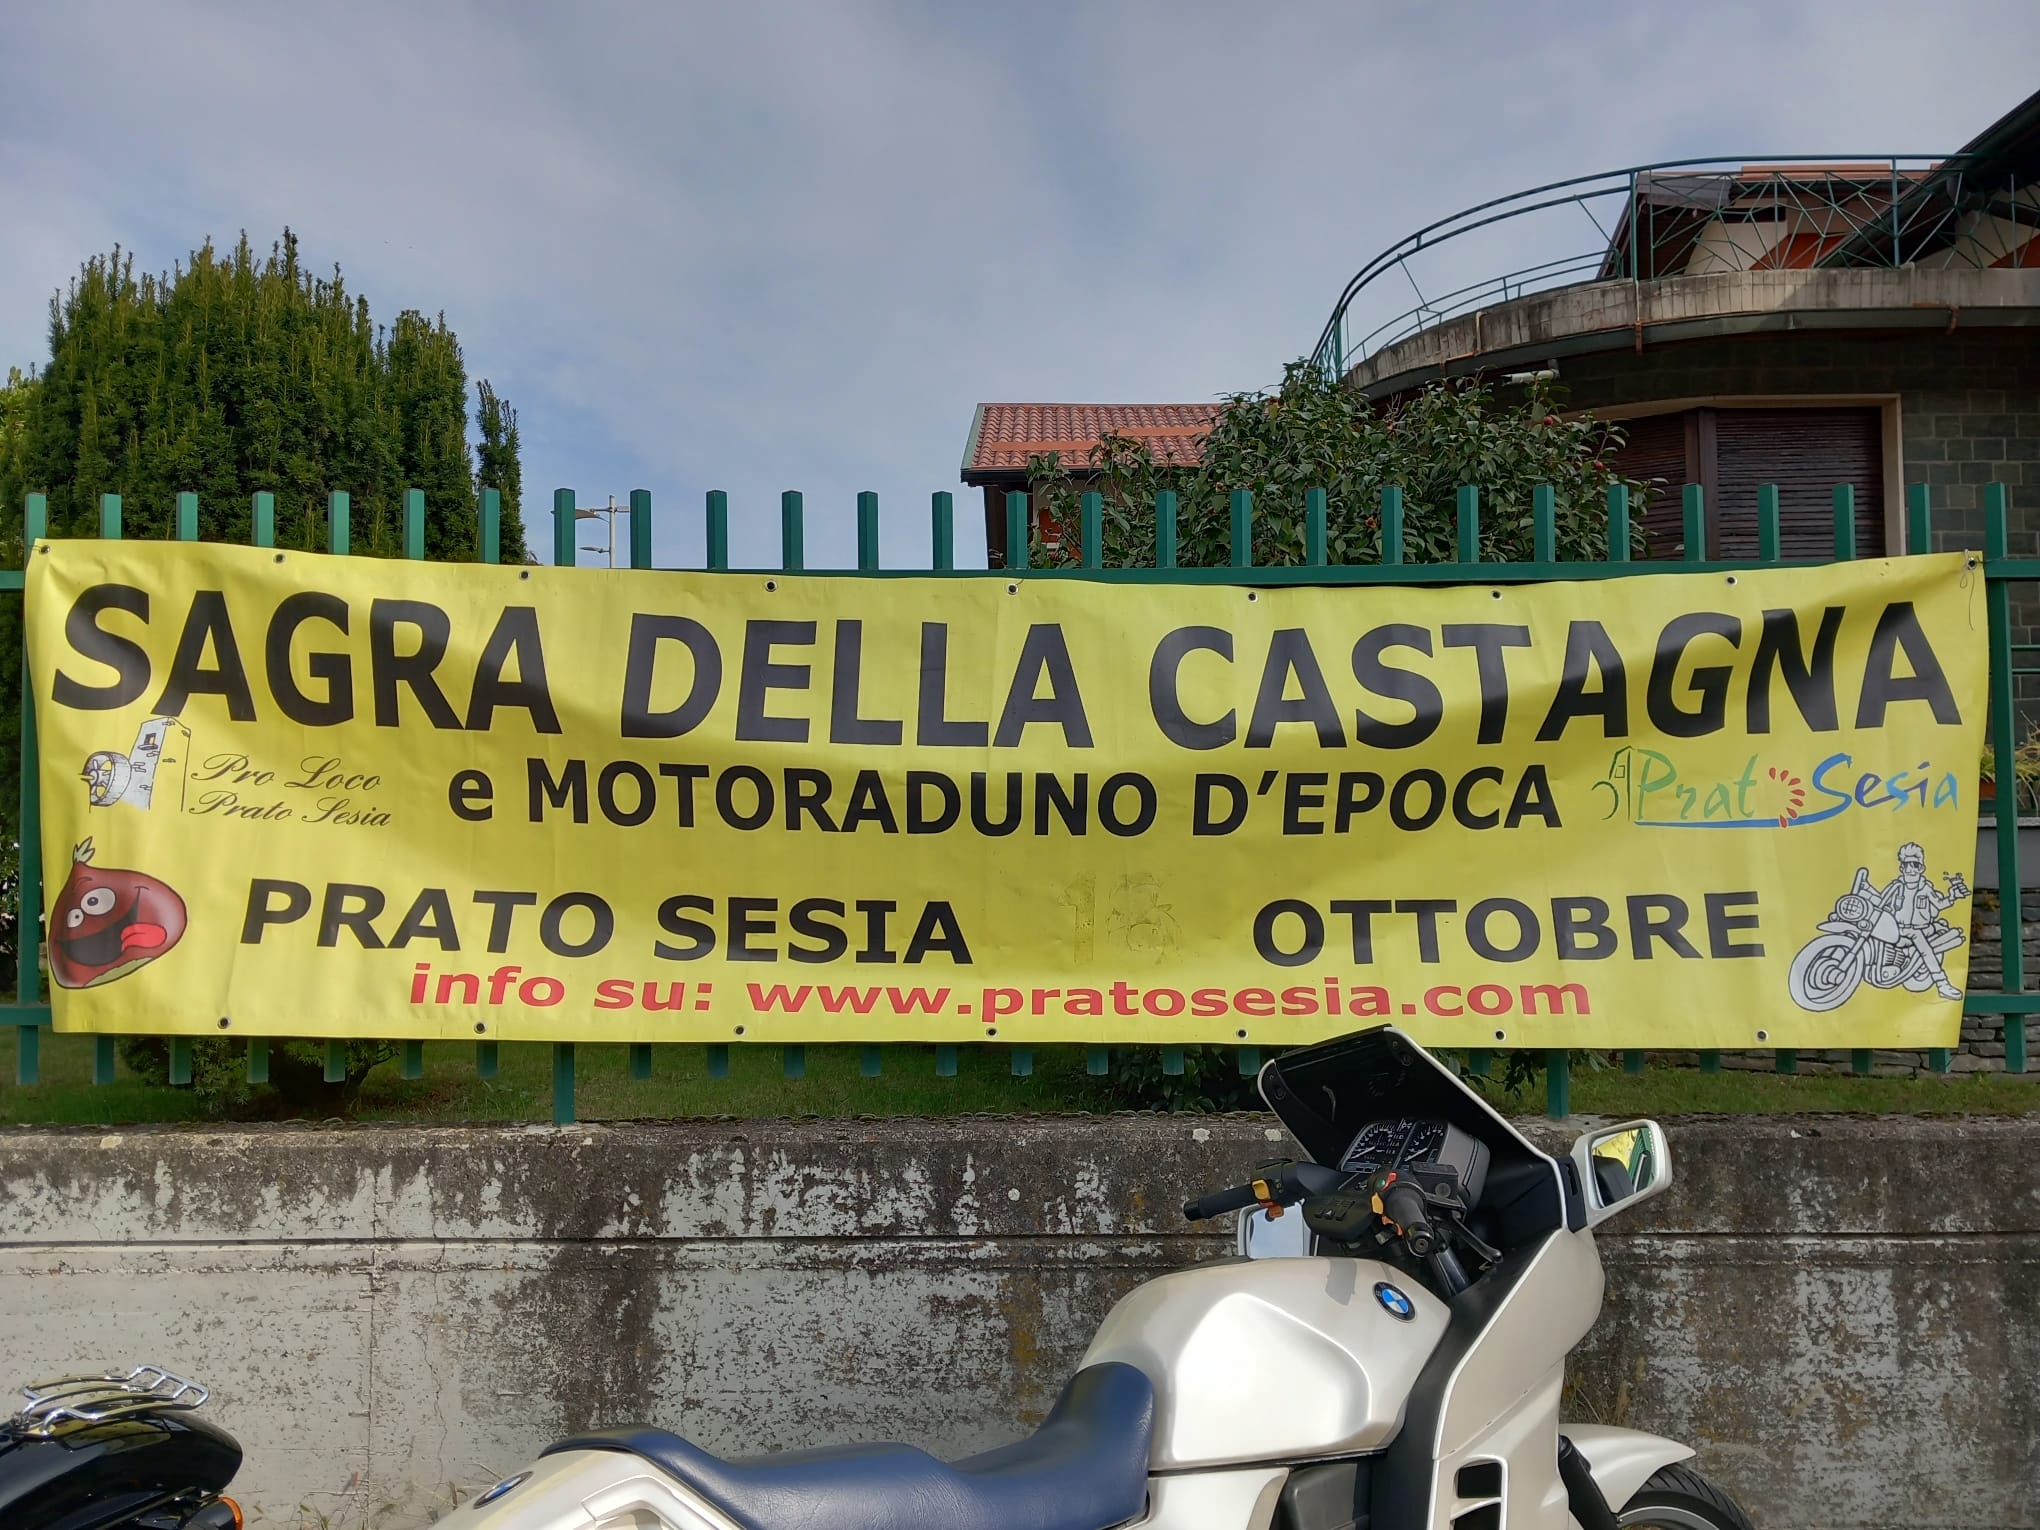 SAGRA DELLA CASTAGNA
Pro Loco
Prato Sesia
e MOTORADUNO D'EPOCA
Prato Sesia
PRATO SESIA OTTOBRE
info su: www.pratosesia.com